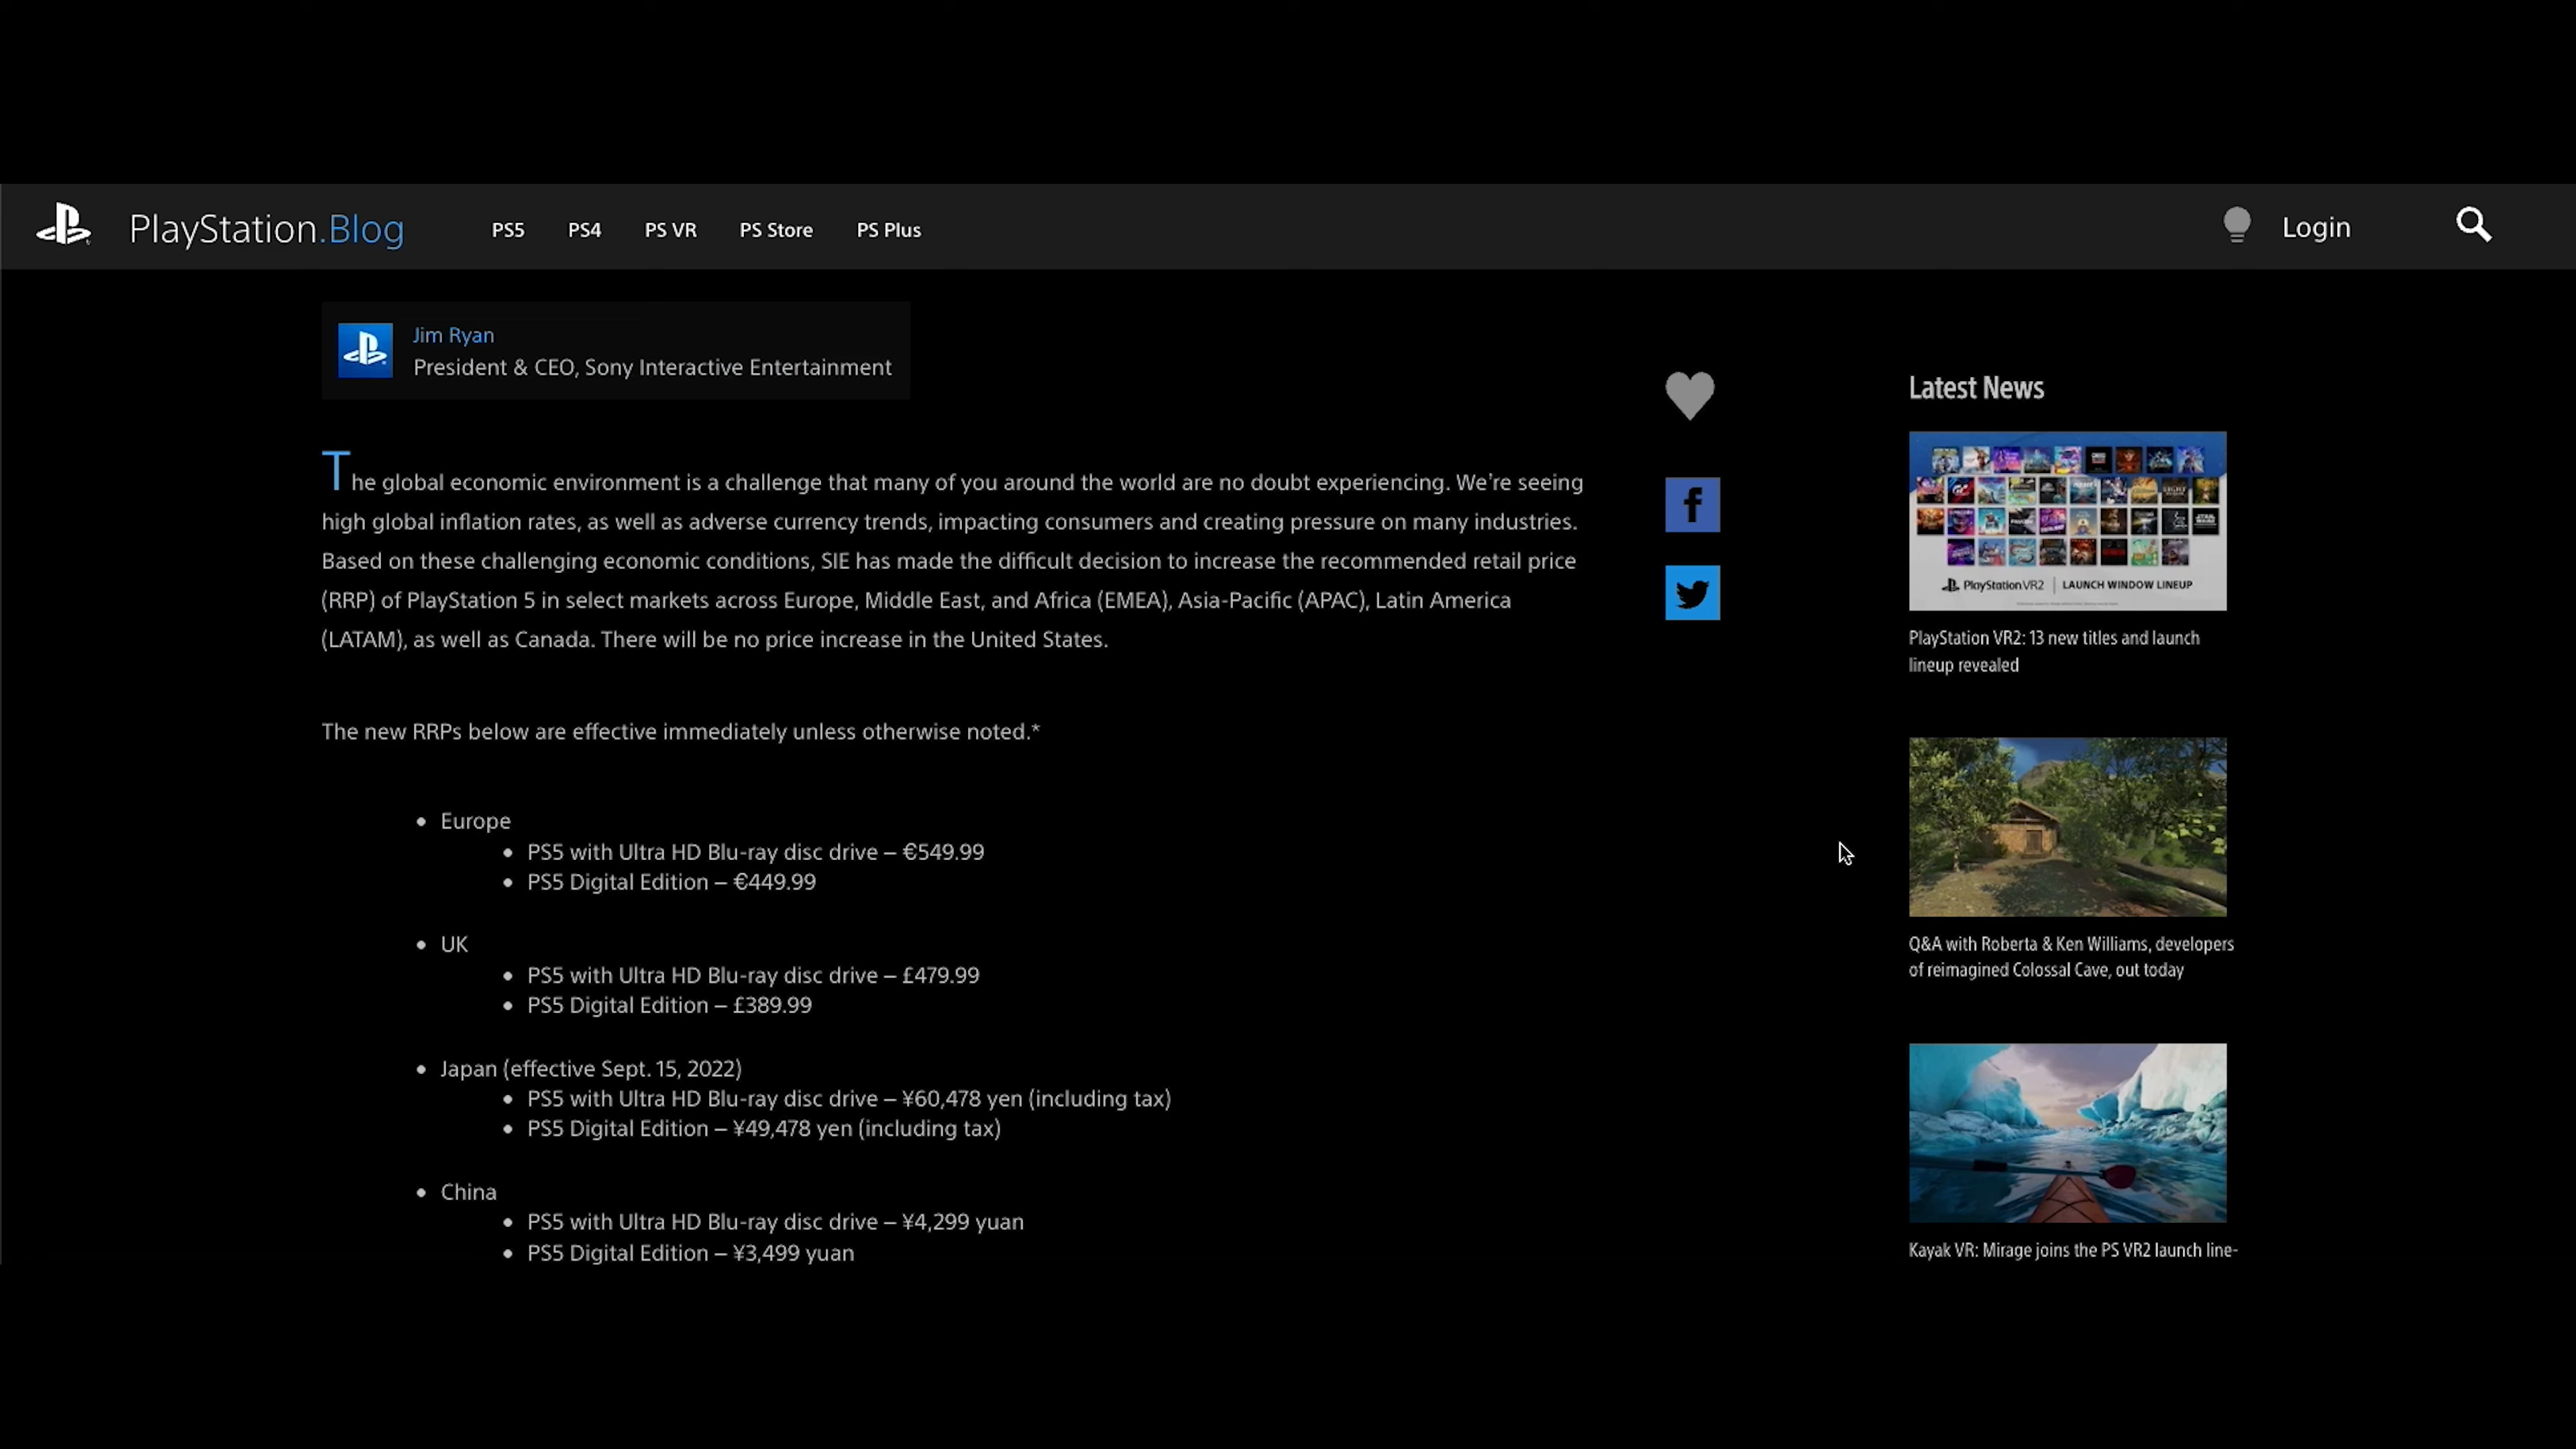 PlayStation.Blog PS5 PS4 PS VR PS Store PS Plus Login
Jim Ryan
President & CEO, Sony Interactive Entertainment
The global economic environment is a challenge that many of you around the world are no doubt experiencing. We're seeing
high global inflation rates, as well as adverse currency trends, impacting consumers and creating pressure on many industries.
Based on these challenging economic conditions, SIE has made the difficult decision to increase the recommended retail price
(RRP) of PlayStation 5 in select markets across Europe, Middle East, and Africa (EMEA), Asia-Pacific (APAC), Latin America
(LATAM), as well as Canada. There will be no price increase in the United States.
The new RRPs below are effective immediately unless otherwise noted.*
• Europe
• PS5 with Ultra HD Blu-ray disc drive – €549.99
• PS5 Digital Edition – €449.99
• UK
• PS5 with Ultra HD Blu-ray disc drive – £479.99
• PS5 Digital Edition – £389.99
• Japan (effective Sept. 15, 2022)
• PS5 with Ultra HD Blu-ray disc drive – ¥60,478 yen (including tax)
• PS5 Digital Edition – ¥49,478 yen (including tax)
• China
• PS5 with Ultra HD Blu-ray disc drive – ¥4,299 yuan
• PS5 Digital Edition – ¥3,499 yuan
Latest News
PlayStation VR2 LAUNCH WINDOW LINEUP
PlayStation VR2: 13 new titles and launch
lineup revealed
Q&A with Roberta & Ken Williams, developers
of reimagined Colossal Cave, out today
Kayak VR: Mirage joins the PS VR2 launch line-